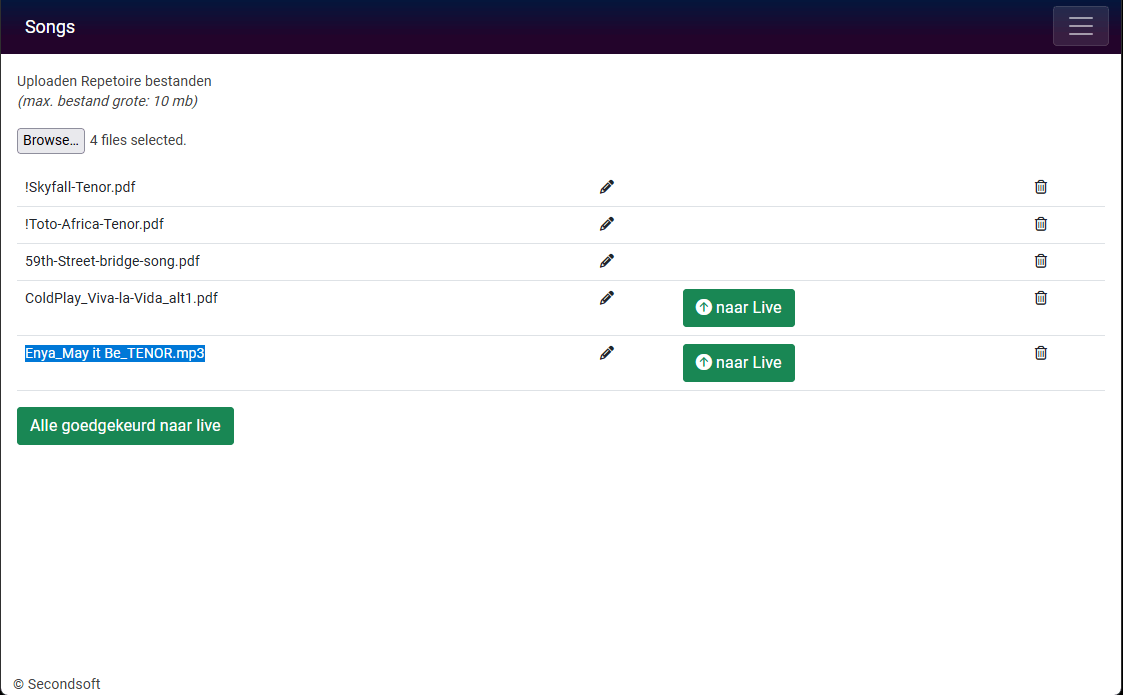 Songs
Uploaden Repetoire bestanden
(max. bestand grote: 10 mb)
Browse... 4 files selected.
!Skyfall-Tenor.pdf
!Toto-Africa-Tenor.pdf
59th-Street-bridge-song.pdf
ColdPlay_Viva-la-Vida_alt1.pdf
naar Live
Enya_May it Be_TENOR.mp3
naar Live
Alle goedgekeurd naar live
© Secondsoft